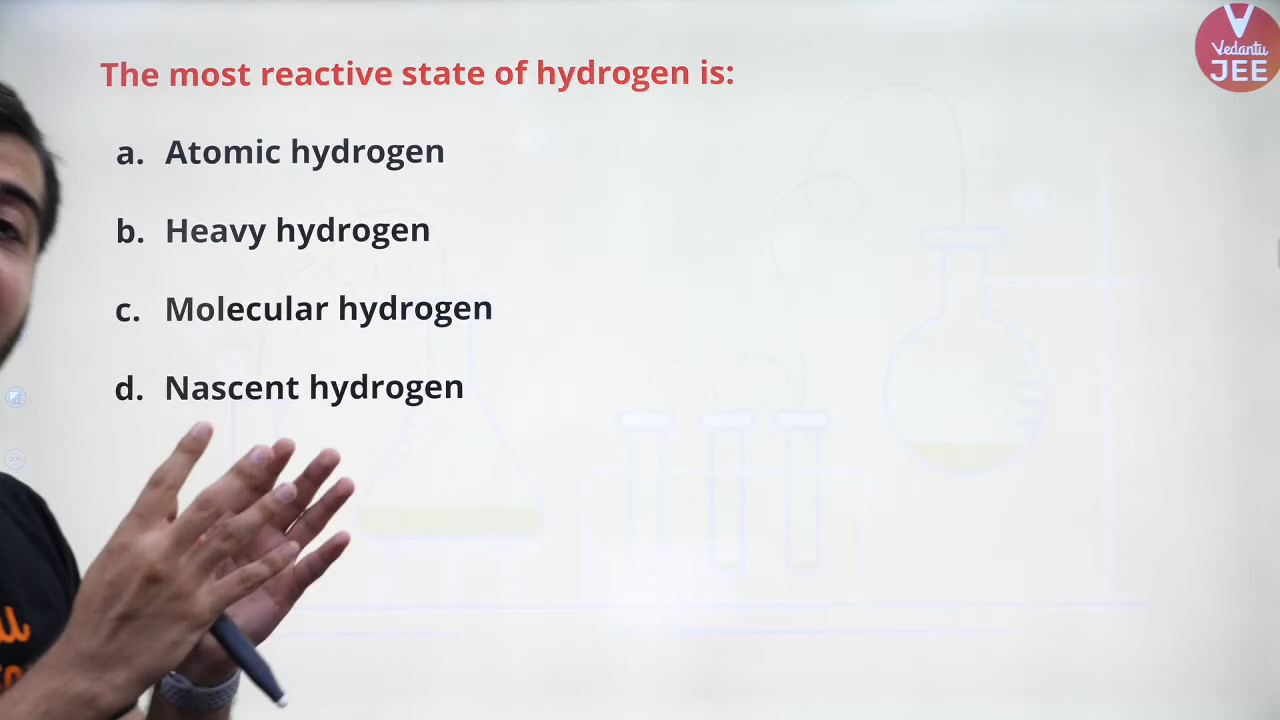 The most reactive state of hydrogen is:
a. Atomic hydrogen
b. Heavy hydrogen
c. Molecular hydrogen
d. Nascent hydrogen
Vedantu
JEE